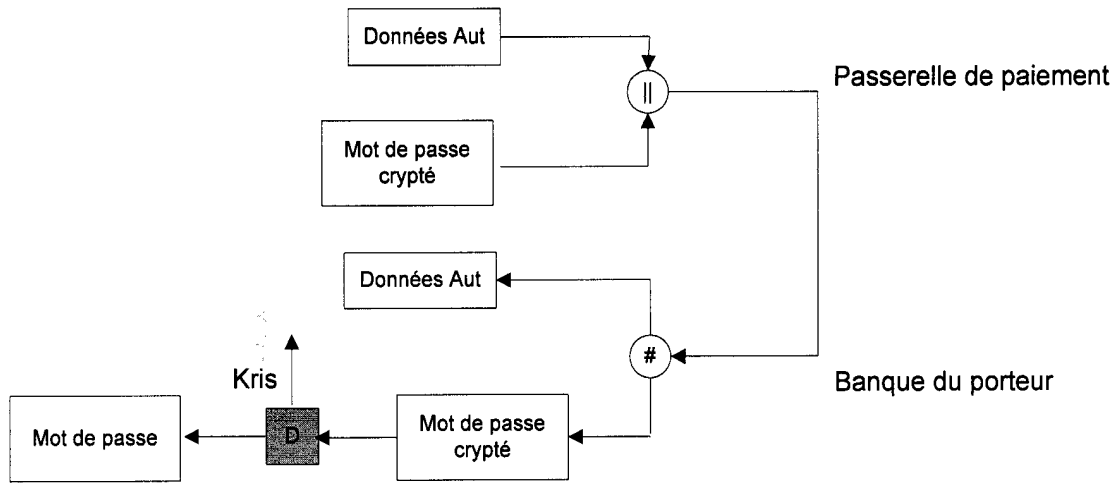 Données Aut
||
Passerelle de paiement
Mot de passe
crypté
Données Aut
#
Banque du porteur
Kris
Mot de passe
D
Mot de passe
crypté